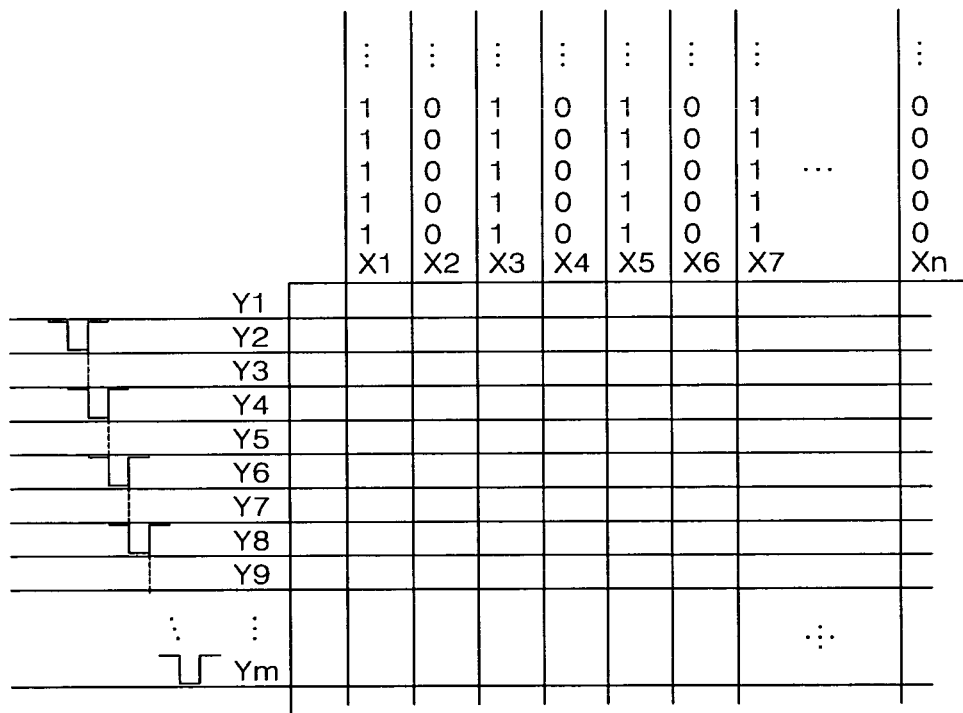 ⋮ ⋮ ⋮ ⋮ ⋮ ⋮ ⋮ ⋮
1 0 1 0 1 0 1 0
1 0 1 0 1 0 1 0
1 0 1 0 1 0 1 ⋯ 0
1 0 1 0 1 0 1 0
1 0 1 0 1 0 1 0
X1 X2 X3 X4 X5 X6 X7 Xn
Y1
Y2
Y3
Y4
Y5
Y6
Y7
Y8
Y9
⋮
Ym